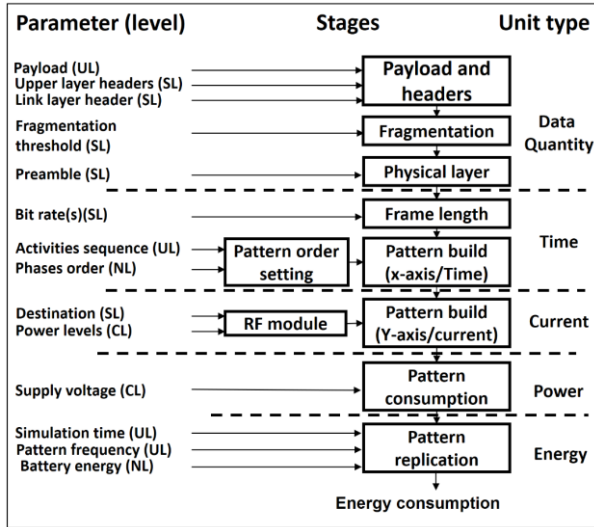 Parameter (level) Stages Unit type
Payload (UL)
Upper layer headers (SL)
Link layer header (SL)
Payload and
headers
Fragmentation
threshold (SL)
Fragmentation
Data
Quantity
Preamble (SL)
Physical layer
Bit rate(s)(SL)
Frame length
Time
Activities sequence (UL)
Phases order (NL)
Pattern order
setting
Pattern build
(x-axis/Time)
Destination (SL)
Power levels (CL)
RF module
Pattern build
(Y-axis/current)
Current
Supply voltage (CL)
Pattern
consumption
Power
Simulation time (UL)
Pattern frequency (UL)
Battery energy (NL)
Pattern
replication
Energy
Energy consumption